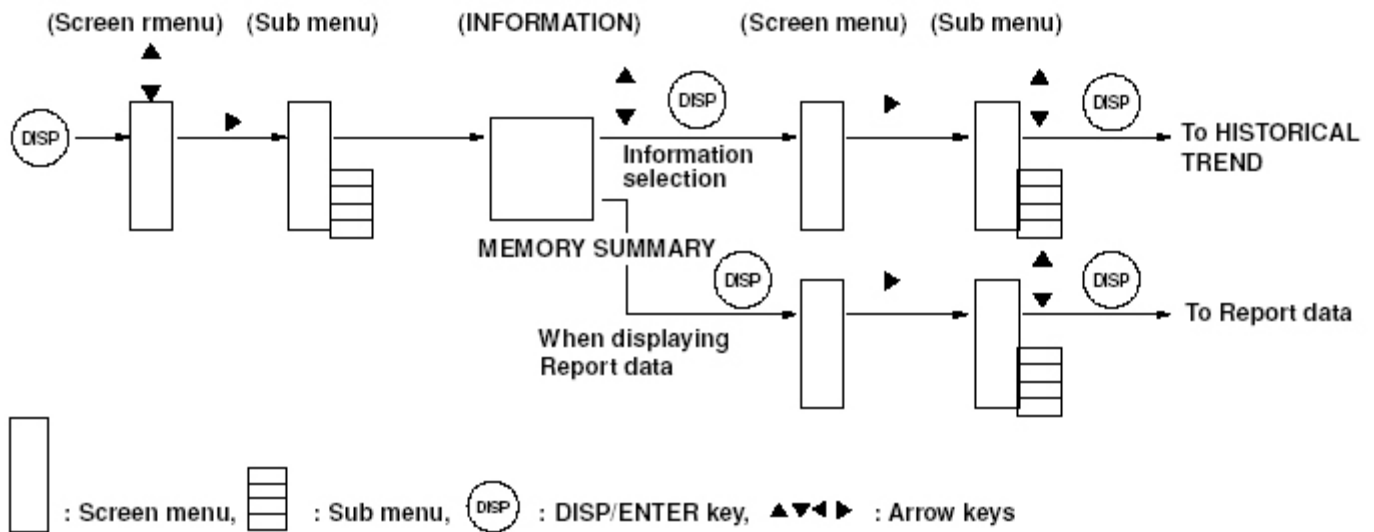 (Screen rmenu) (Sub menu) (INFORMATION) (Screen menu) (Sub menu)
DISP
DISP
DISP
To HISTORICAL
TREND
Information
selection
MEMORY SUMMARY
DISP
DISP
To Report data
When displaying
Report data
: Screen menu, : Sub menu, DISP : DISP/ENTER key, ▲▼◀ ▶ : Arrow keys